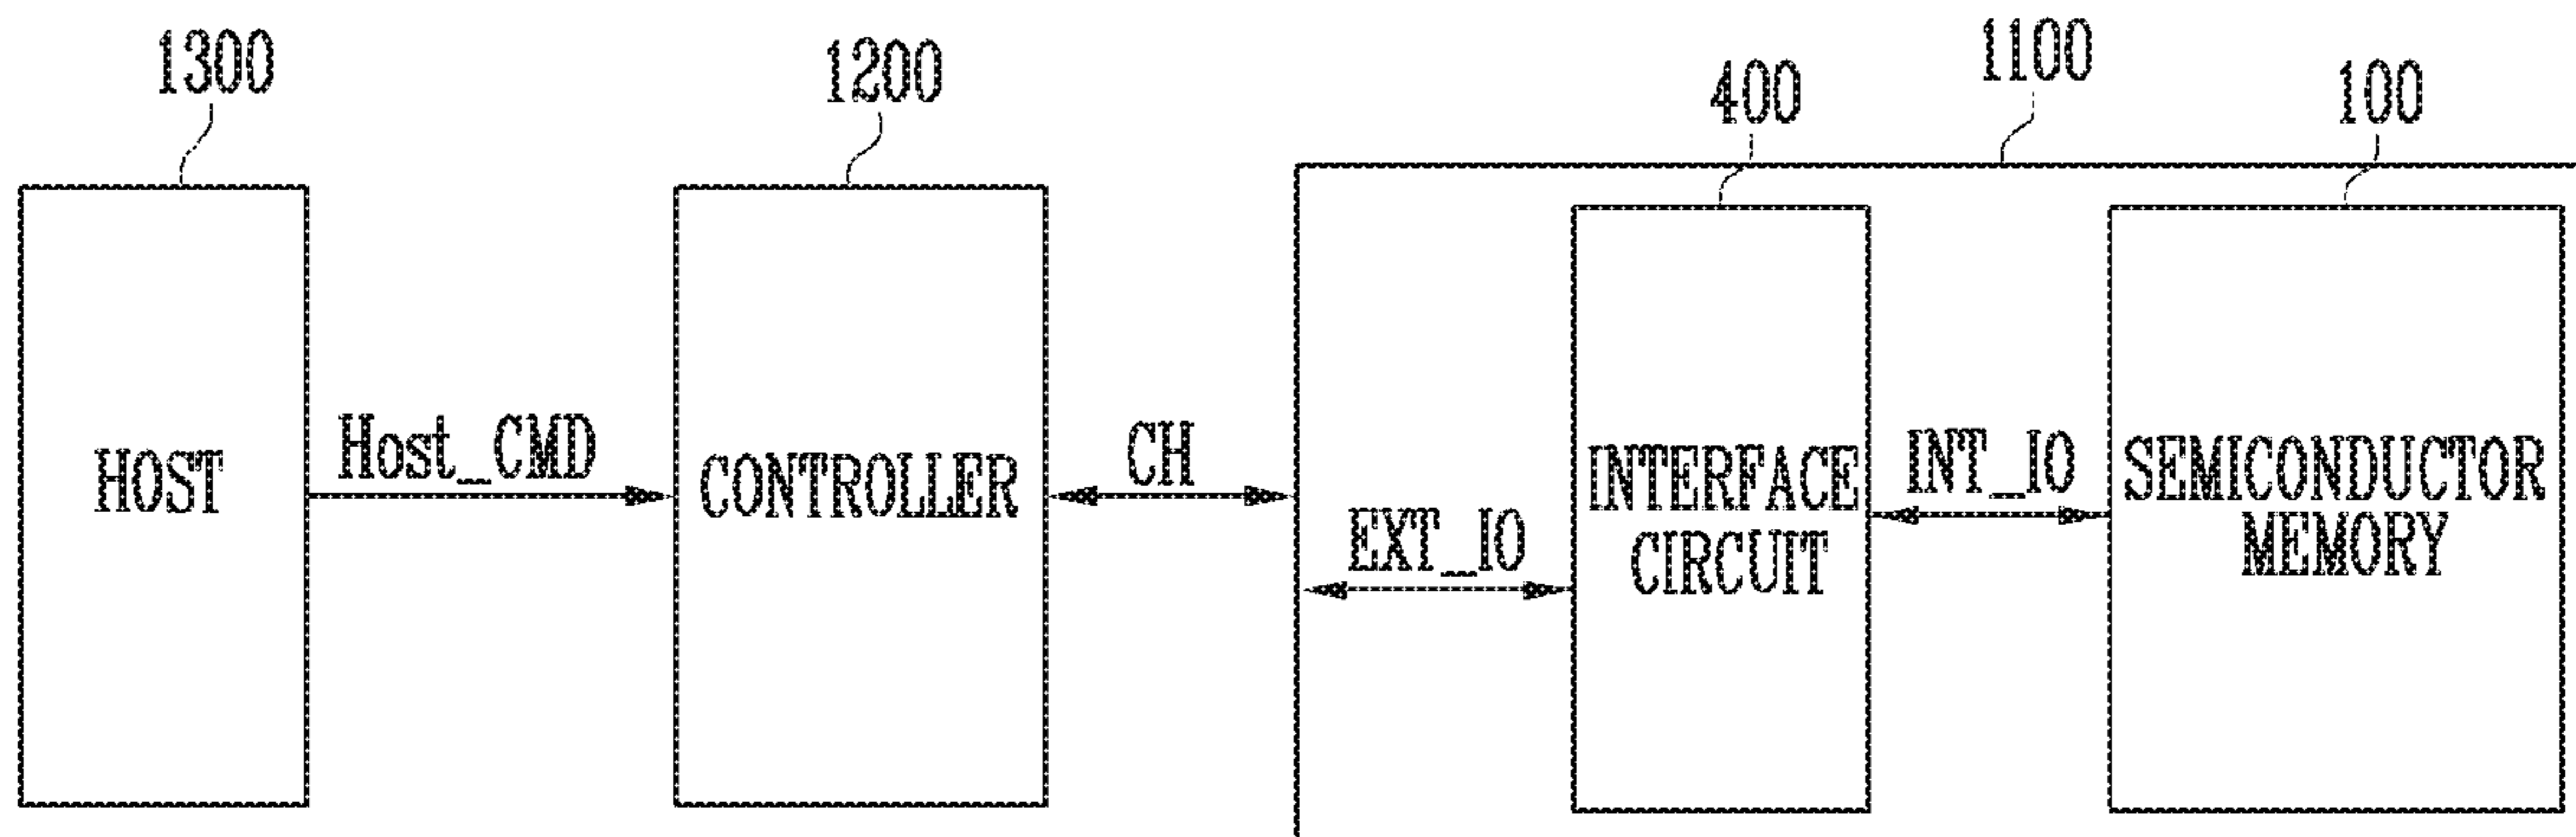 1300
1200
400
1100
100
HOST
Host_CMD
CONTROLLER
CH
EXT_IO
INTERFACE
CIRCUIT
INT_IO
SEMICONDUCTOR
MEMORY